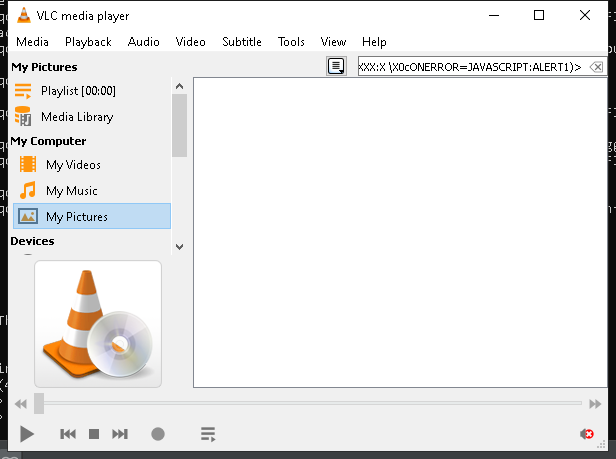 VLC media player
Media Playback Audio Video Subtitle Tools View Help
My Pictures
XXX:X \X0cONERROR=JAVASCRIPT:ALERT1)>
Playlist [00:00]
Media Library
My Computer
My Videos
My Music
My Pictures
Devices